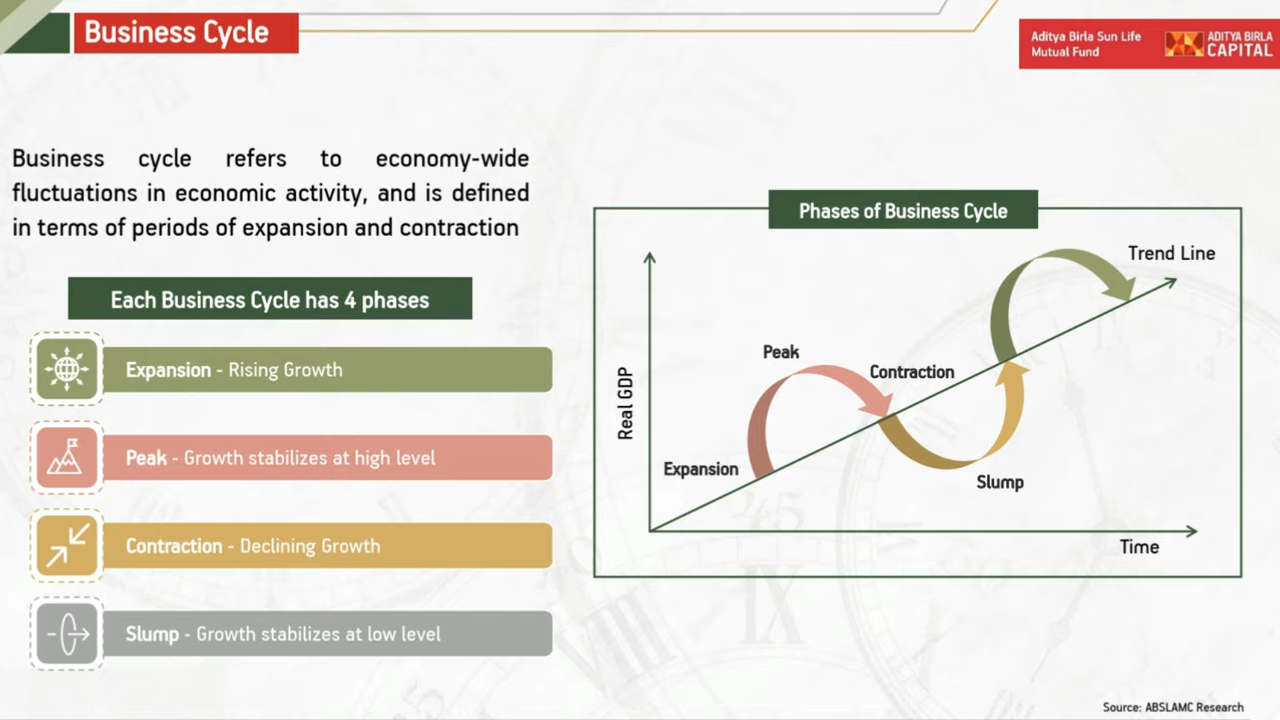 Business Cycle
Aditya Birla Sun Life
Mutual Fund
ADITYA BIRLA
CAPITAL
Business cycle refers to economy-wide
fluctuations in economic activity, and is defined
in terms of periods of expansion and contraction
Each Business Cycle has 4 phases
Expansion - Rising Growth
Peak - Growth stabilizes at high level
Contraction - Declining Growth
Slump - Growth stabilizes at low level
Phases of Business Cycle
Trend Line
Peak
Contraction
Real GDP
Expansion
Slump
Time
Source: ABSLAMC Research